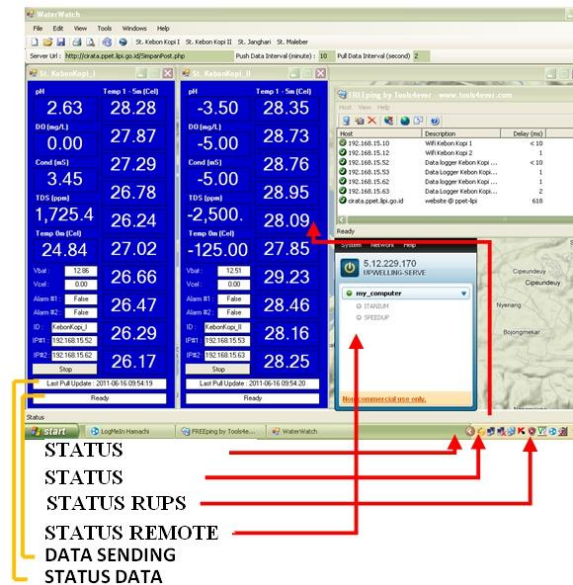 WaterWatch
File Edit View Tools Windows Help
St. Kebon Kopi I St. Kebon Kopi II St. Janghari St. Maleber
Server Url : http://cirata.ppet.lipi.go.id/SimpanPost.php Push Data Interval (minute) : 10 Pull Data Interval (second) 2
St. KebonKopi_I
pH Temp 1 - 5m (Cel)
2.63 28.28
DO (mg/L)
0.00 27.87
Cond (mS) 27.29
3.45
TDS (ppm) 26.78
1,725.4 26.24
Temp 0m (Cel)
24.84 27.02
Vbat : 12.86 26.66
Vcel : 0.00
Alarm #1 : False 26.47
Alarm #2 : False
ID : KebonKopi_I 26.29
IP#1 : 192.168.15.52
IP#2 : 192.168.15.62 26.17
Stop
Last Pull Update : 2011-06-16 09:54:19
Ready
St. KebonKopi_II
pH Temp 1 - 5m (Cel)
-3.50 28.35
DO (mg/L)
-5.00 28.73
Cond (mS) 28.76
-5.00
TDS (ppm) 28.95
-2,500. 28.09
Temp 0m (Cel)
-125.00 27.85
Vbat : 12.51 29.23
Vcel : 0.00
Alarm #1 : False 28.46
Alarm #2 : False
ID : KebonKopi_II 28.16
IP#1 : 192.168.15.53
IP#2 : 192.168.15.63 28.25
Stop
Last Pull Update : 2011-06-16 09:54:20
Ready
FREEping by Tools4ever - www.tools4ever.com
Host View Help
Host Description Delay (ms)
192.168.15.10 Wifi Kebon Kopi 1 < 10
192.168.15.12 Wifi Kebon Kopi 2 1
192.168.15.52 Data logger Kebon Kopi ... < 10
192.168.15.53 Data logger Kebon Kopi ... 1
192.168.15.62 Data logger Kebon Kopi ... 1
192.168.15.63 Data logger Kebon Kopi ... 2
cirata.ppet.lipi.go.id website @ ppet-lipi 618
Ready
System Network Help
5.12.229.170
UPWELLING-SERVE
my_computer
ITANIUM
SPEEDUP
Non-commercial use only.
Cipeundeuy
Cipeundeuy
Nyenang
Bojongmekar
Status
start LogMeIn Hamachi FREEping by Tools4e... WaterWatch
STATUS
STATUS
STATUS RUPS
STATUS REMOTE
DATA SENDING
STATUS DATA